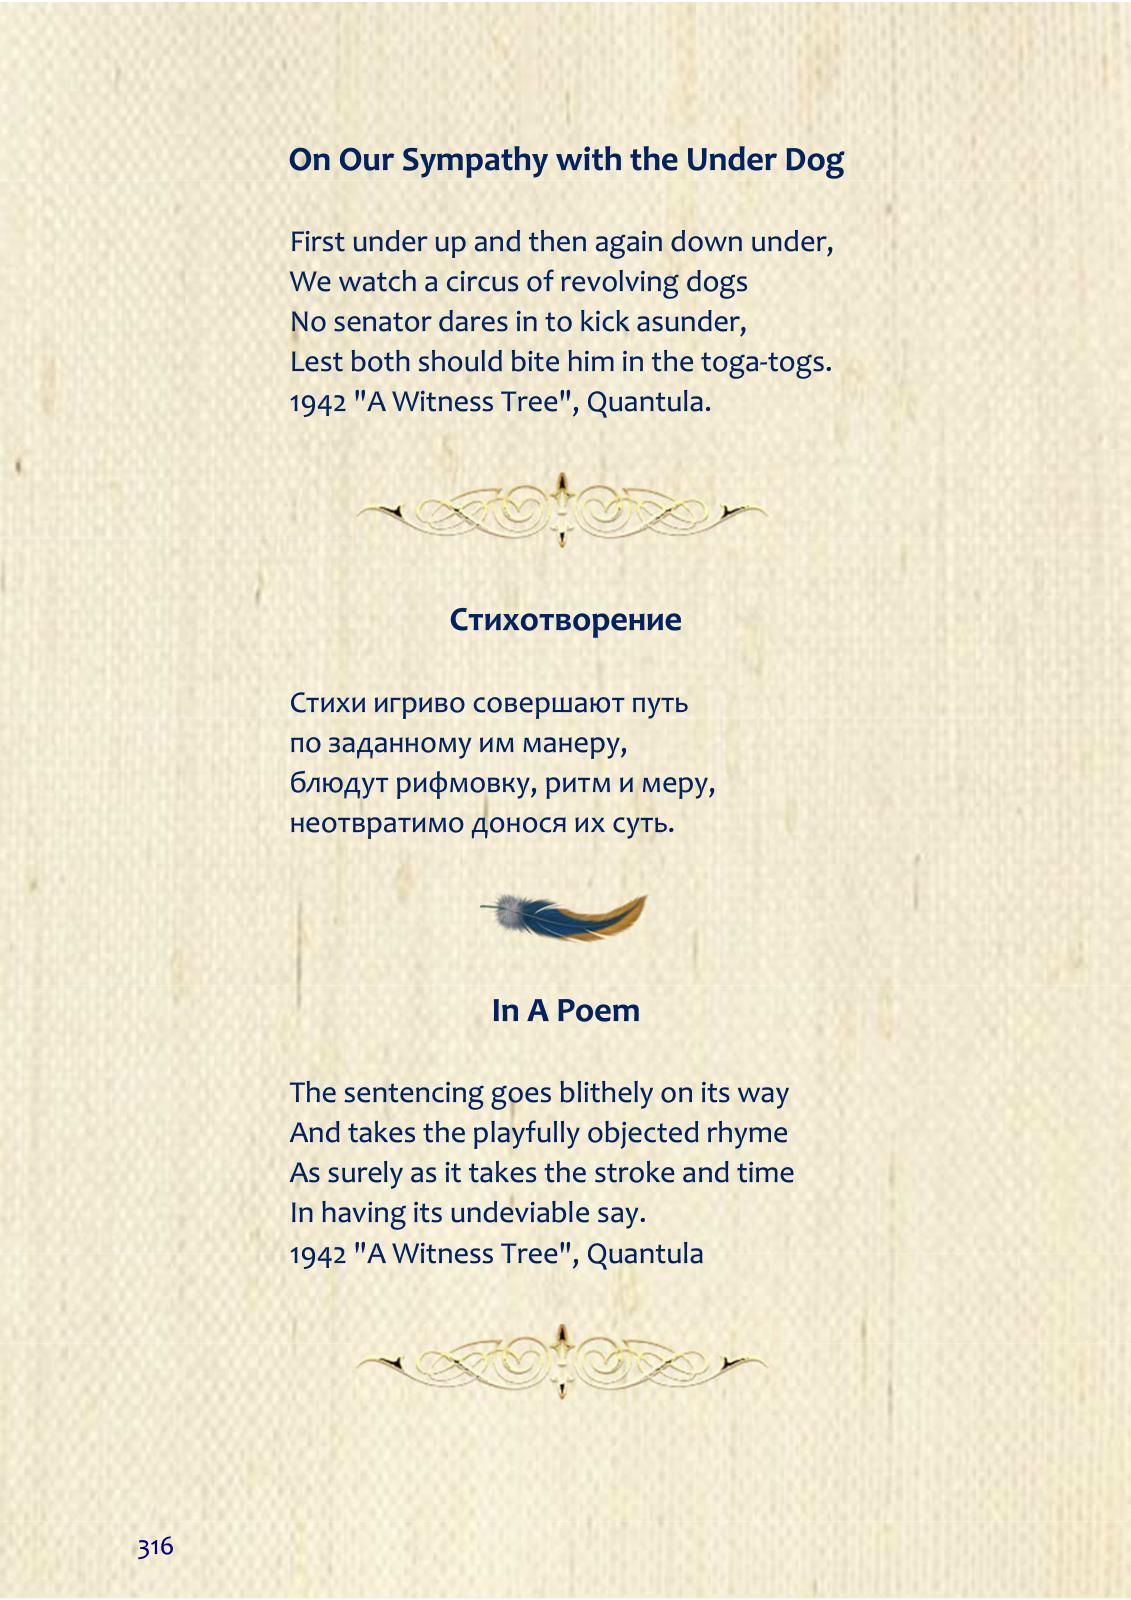 On Our Sympathy with the Under Dog
First under up and then again down under,
We watch a circus of revolving dogs
No senator dares in to kick asunder,
Lest both should bite him in the toga-togs.
1942 "A Witness Tree", Quantula.
Стихотворение
Стихи игриво совершают путь
по заданному им манеру,
блюдут рифмовку, ритм и меру,
неотвратимо донося их суть.
In A Poem
The sentencing goes blithely on its way
And takes the playfully objected rhyme
As surely as it takes the stroke and time
In having its undeviable say.
1942 "A Witness Tree", Quantula
316